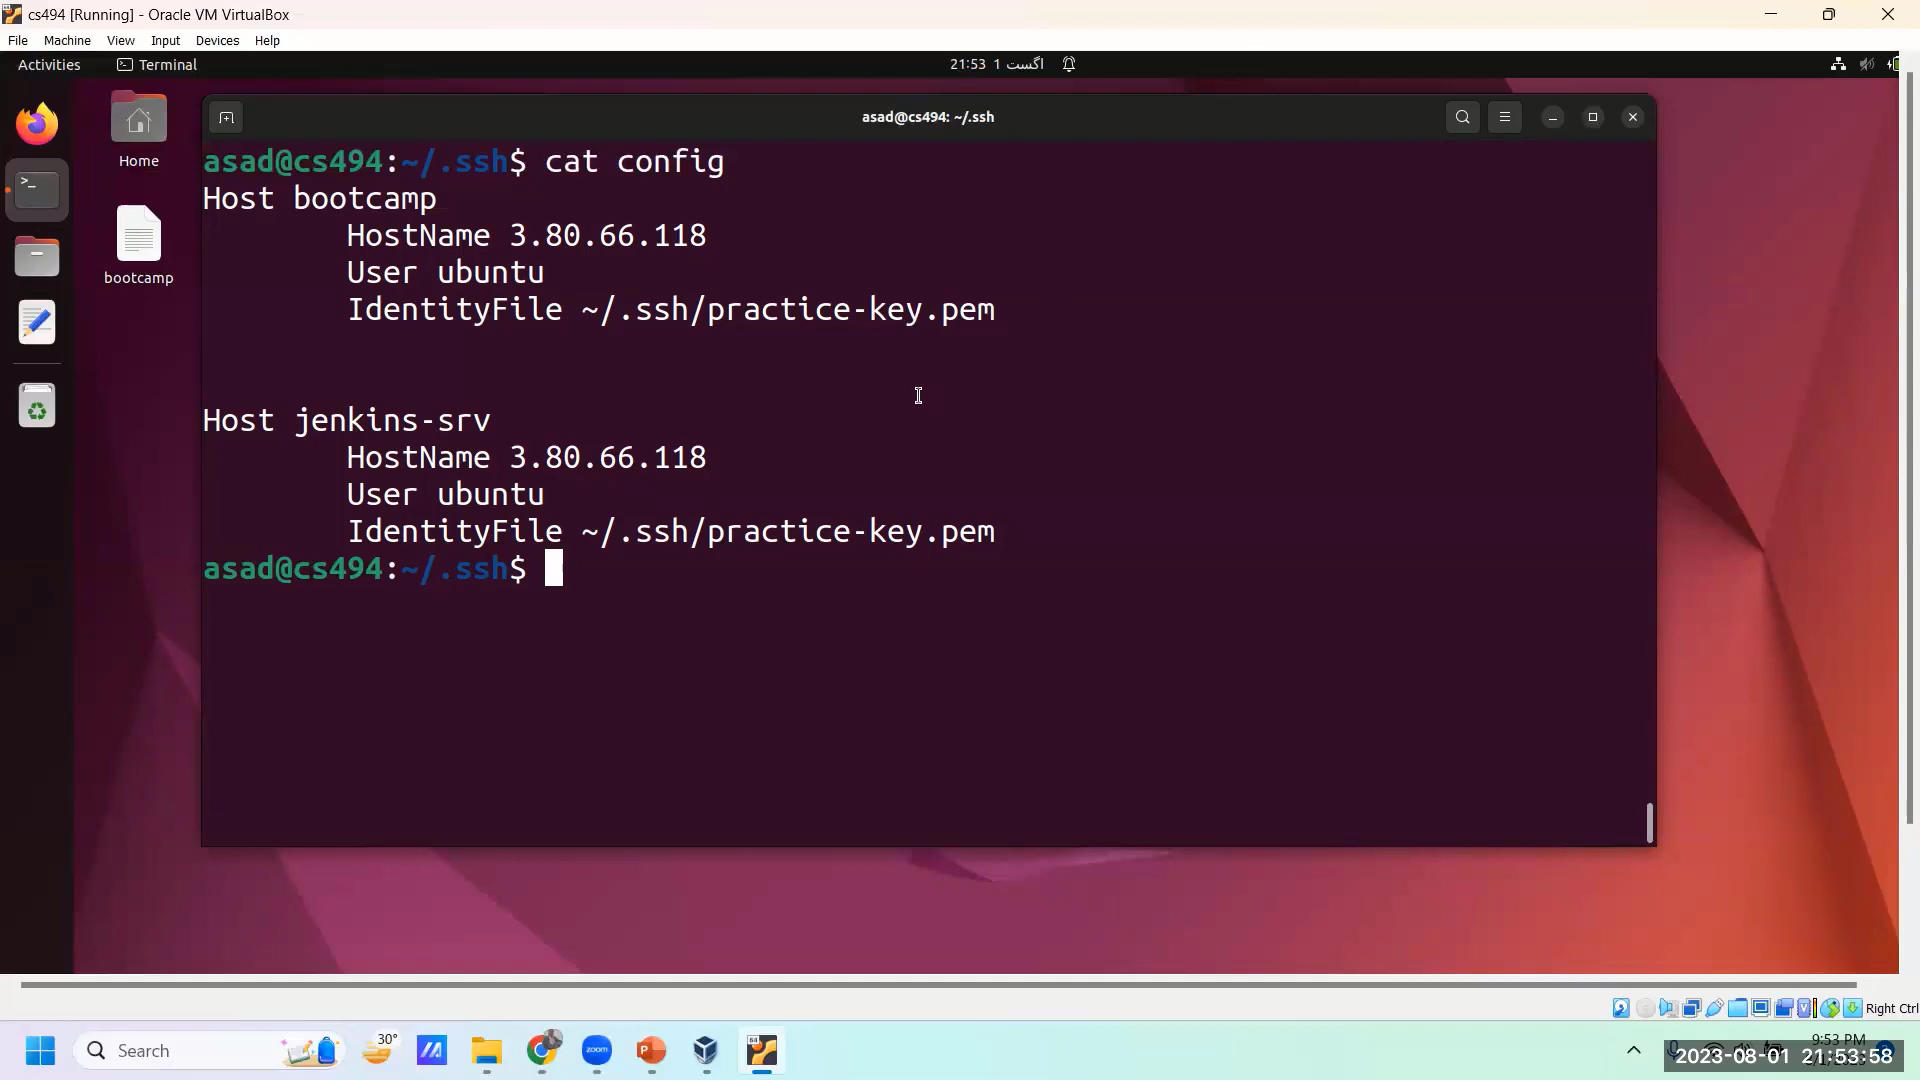 cs494 [Running] - Oracle VM VirtualBox
File Machine View Input Devices Help
Activities Terminal 21:53 1 اگست
asad@cs494: ~/.ssh
Home
bootcamp
asad@cs494:~/.ssh$ cat config
Host bootcamp
HostName 3.80.66.118
User ubuntu
IdentityFile ~/.ssh/practice-key.pem
Host jenkins-srv
HostName 3.80.66.118
User ubuntu
IdentityFile ~/.ssh/practice-key.pem
asad@cs494:~/.ssh$
Right Ctrl
Search
30°
zoom
64
9:53 PM
2023-08-01 21:53:58